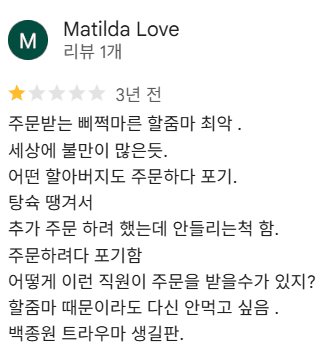 M
Matilda Love
리뷰 1개
3년 전
주문받는 삐쩍마른 할줌마 최악 .
세상에 불만이 많은듯.
어떤 할아버지도 주문하다 포기.
탕슉 땡겨서
추가 주문 하려 했는데 안들리는척 함.
주문하려다 포기함
어떻게 이런 직원이 주문을 받을수가 있지?
할줌마 때문이라도 다신 안먹고 싶음 .
백종원 트라우마 생길판.